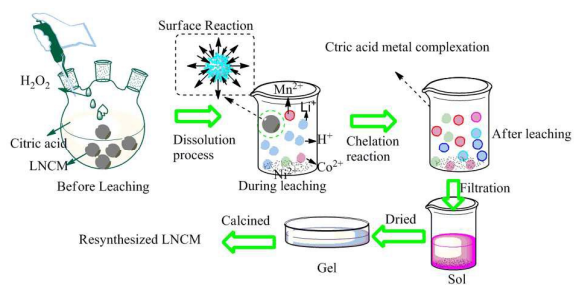 Surface Reaction
Ctric acid metal complexation
H₂O₂
Mn²⁺
Li⁺
Citric acid
LNCM
Dissolution
process
H⁺
Chelation
reaction
After leaching
Ni²⁺
Co²⁺
Before Leaching
During leaching
Filtration
Calcined
Dried
Resynthesized LNCM
Gel
Sol